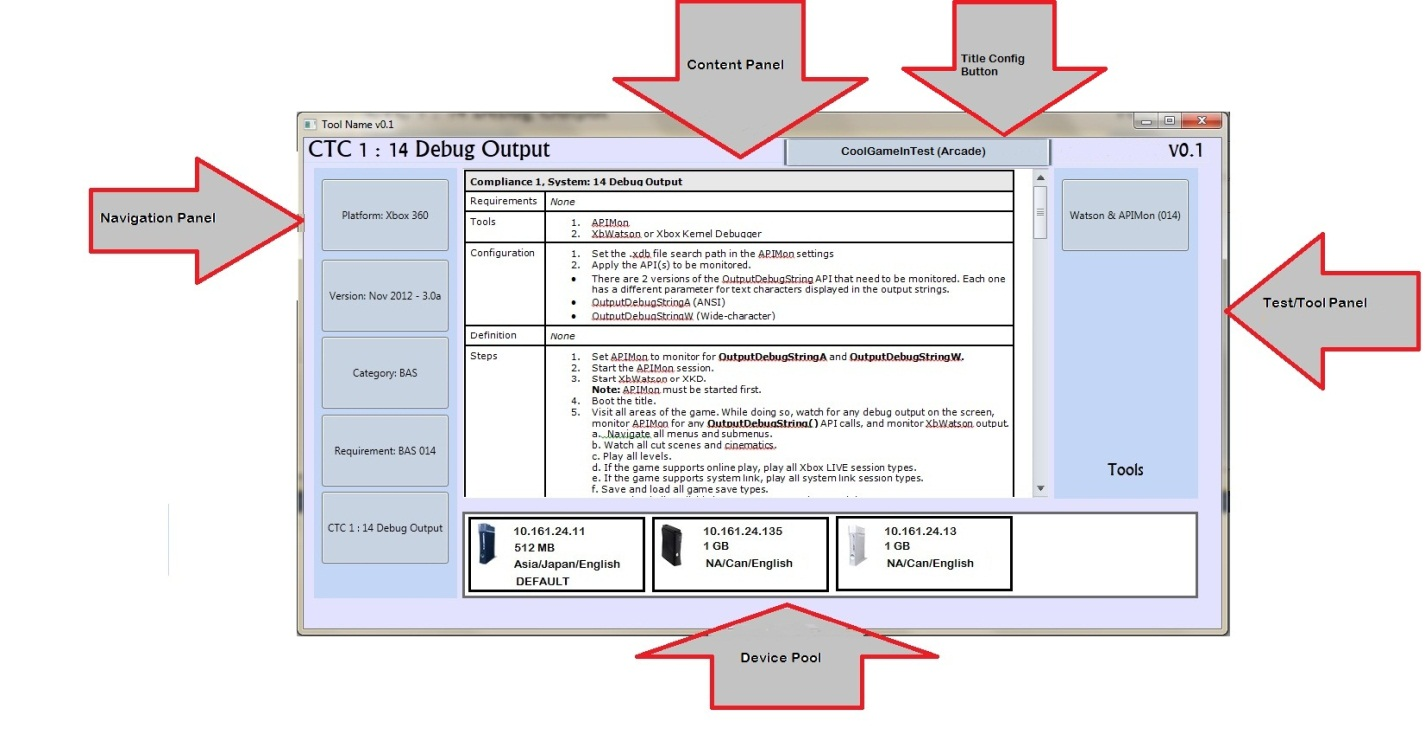 Content Panel
Title Config
Button
Tool Name v0.1
CTC 1 : 14 Debug Output
CoolGameInTest (Arcade)
v0.1
Navigation Panel
Platform: Xbox 360
Version: Nov 2012 - 3.0a
Category: BAS
Requirement: BAS 014
CTC 1 : 14 Debug Output
Compliance 1, System: 14 Debug Output
Requirements None
Tools 1. APIMon
2. XbWatson or Xbox Kernel Debugger
Configuration 1. Set the .xdb file search path in the APIMon settings
2. Apply the API(s) to be monitored.
• There are 2 versions of the OutputDebugString API that need to be monitored. Each one
has a different parameter for text characters displayed in the output strings.
• OutputDebugStringA (ANSI)
• OutputDebugStringW (Wide-character)
Definition None
Steps 1. Set APIMon to monitor for OutputDebugStringA and OutputDebugStringW.
2. Start the APIMon session.
3. Start XbWatson or XKD.
Note: APIMon must be started first.
4. Boot the title.
5. Visit all areas of the game. While doing so, watch for any debug output on the screen,
monitor APIMon for any OutputDebugString() API calls, and monitor XbWatson output.
a. Navigate all menus and submenus.
b. Watch all cut scenes and cinematics.
c. Play all levels.
d. If the game supports online play, play all Xbox LIVE session types.
e. If the game supports system link, play all system link session types.
f. Save and load all game save types.
Watson & APIMon (014)
Tools
Test/Tool Panel
10.161.24.11
512 MB
Asia/Japan/English
DEFAULT
10.161.24.135
1 GB
NA/Can/English
10.161.24.13
1 GB
NA/Can/English
Device Pool